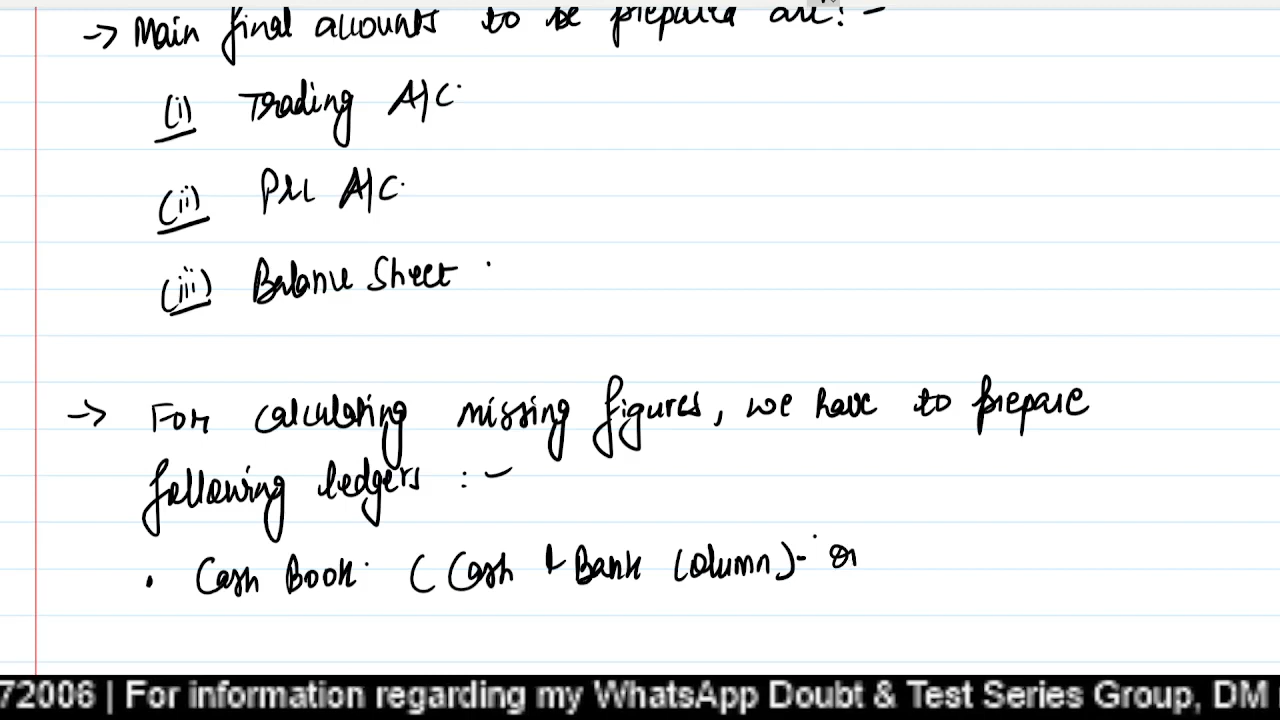 → Main final accounts to be prepared are:-
(i) Trading A/C.
(ii) P&L A/C.
(iii) Balance Sheet.
→ For calculating missing figures, we have to prepare
following ledgers :-
• Cash Book. (Cash & Bank Column)- or
72006 | For information regarding my WhatsApp Doubt & Test Series Group, DM